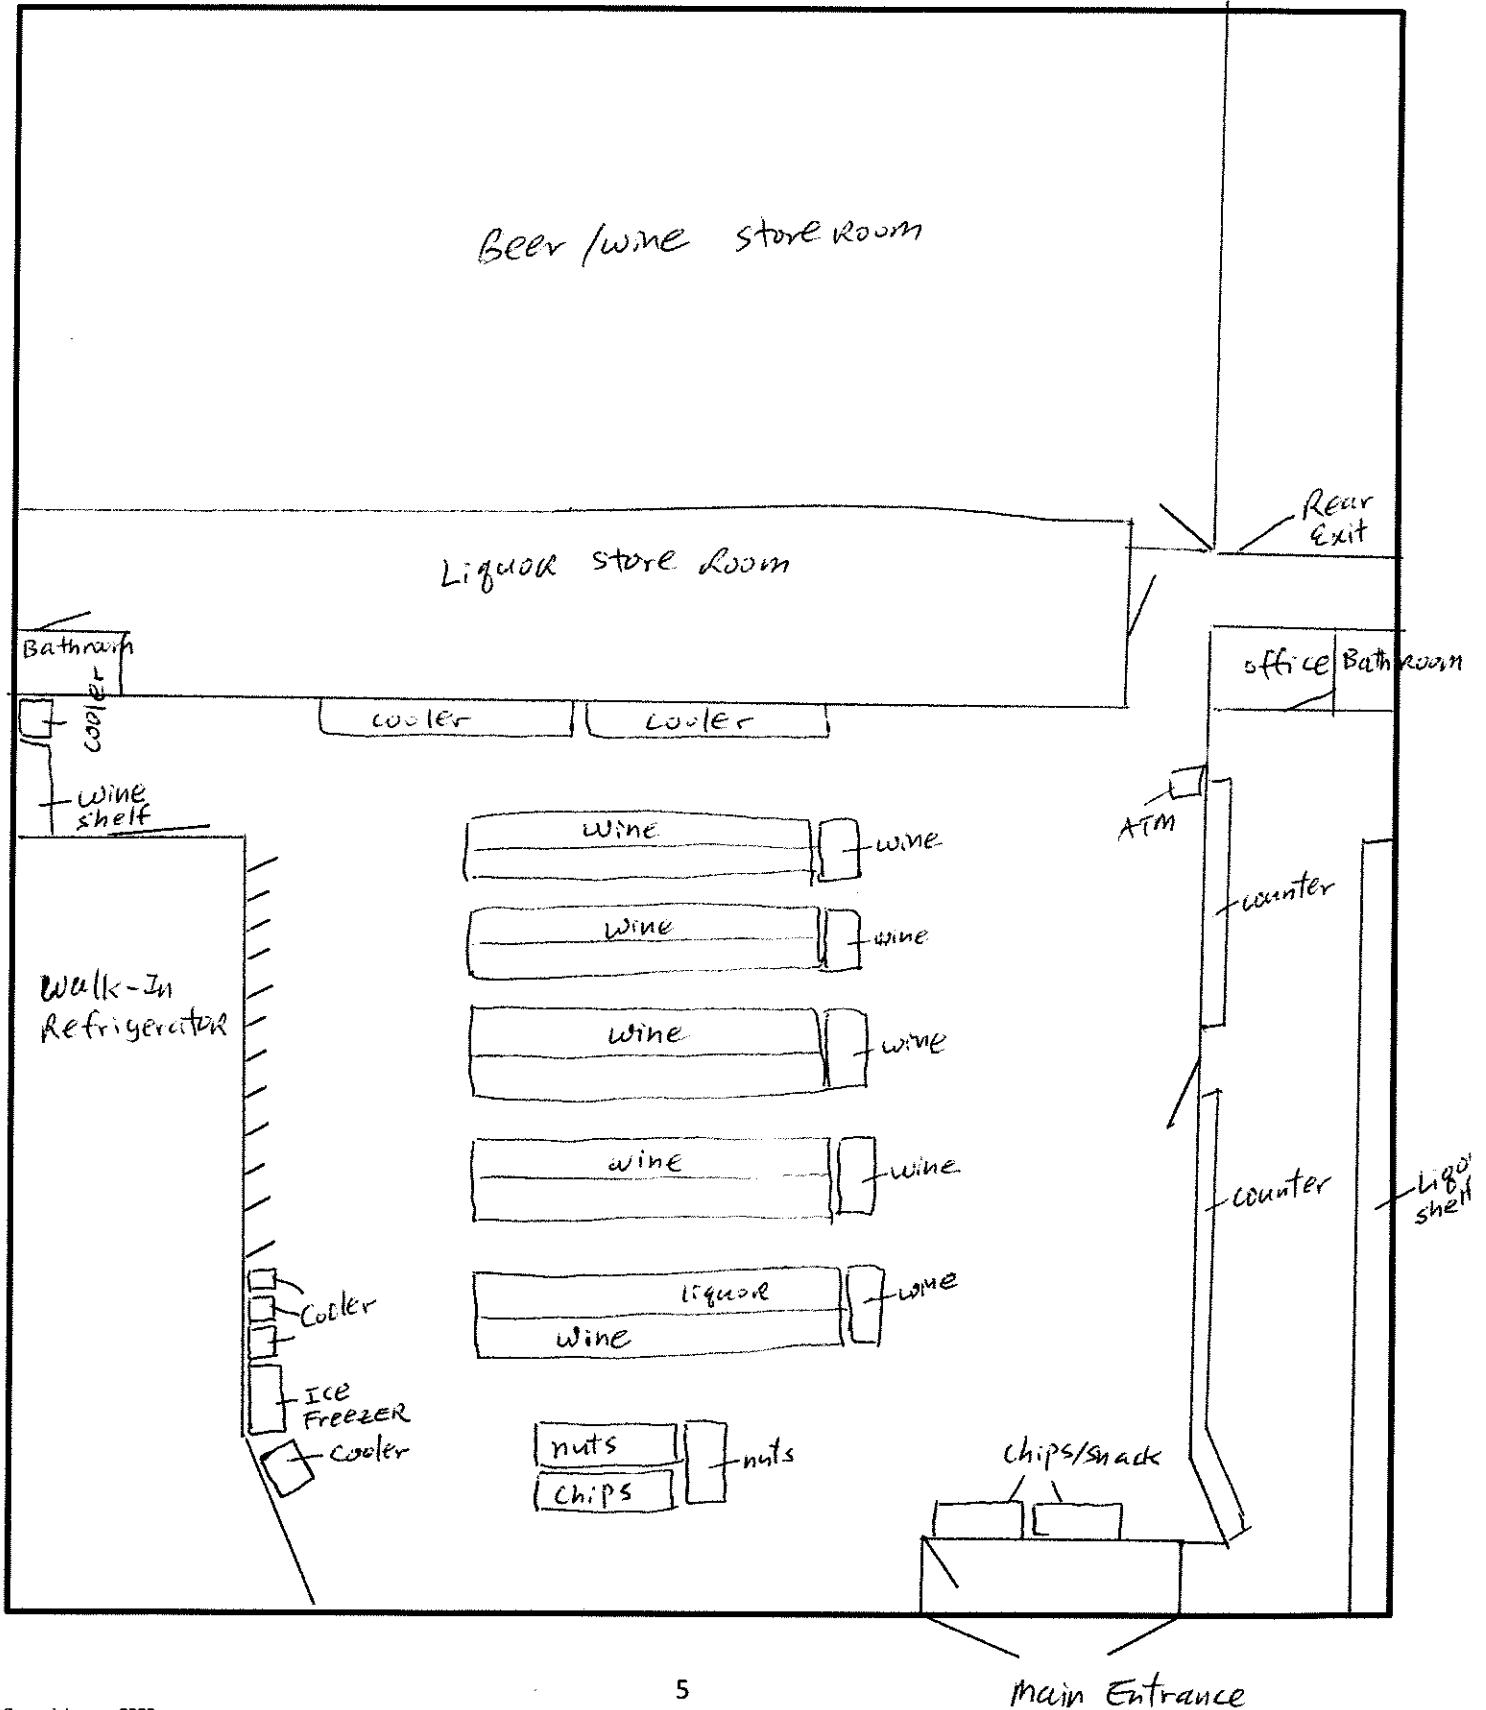 Beer/wine store Room
Rear
Exit
Liquor store Room
Bathroom
office
Bathroom
cooler
cooler
cooler
wine
shelf
ATM
wine
wine
counter
wine
wine
Walk-In
Refrigerator
wine
wine
wine
wine
counter
shelf
liquor
wine
wine
cooler
ICE
FREEZER
cooler
nuts
chips
nuts
chips/snack
5
Main Entrance